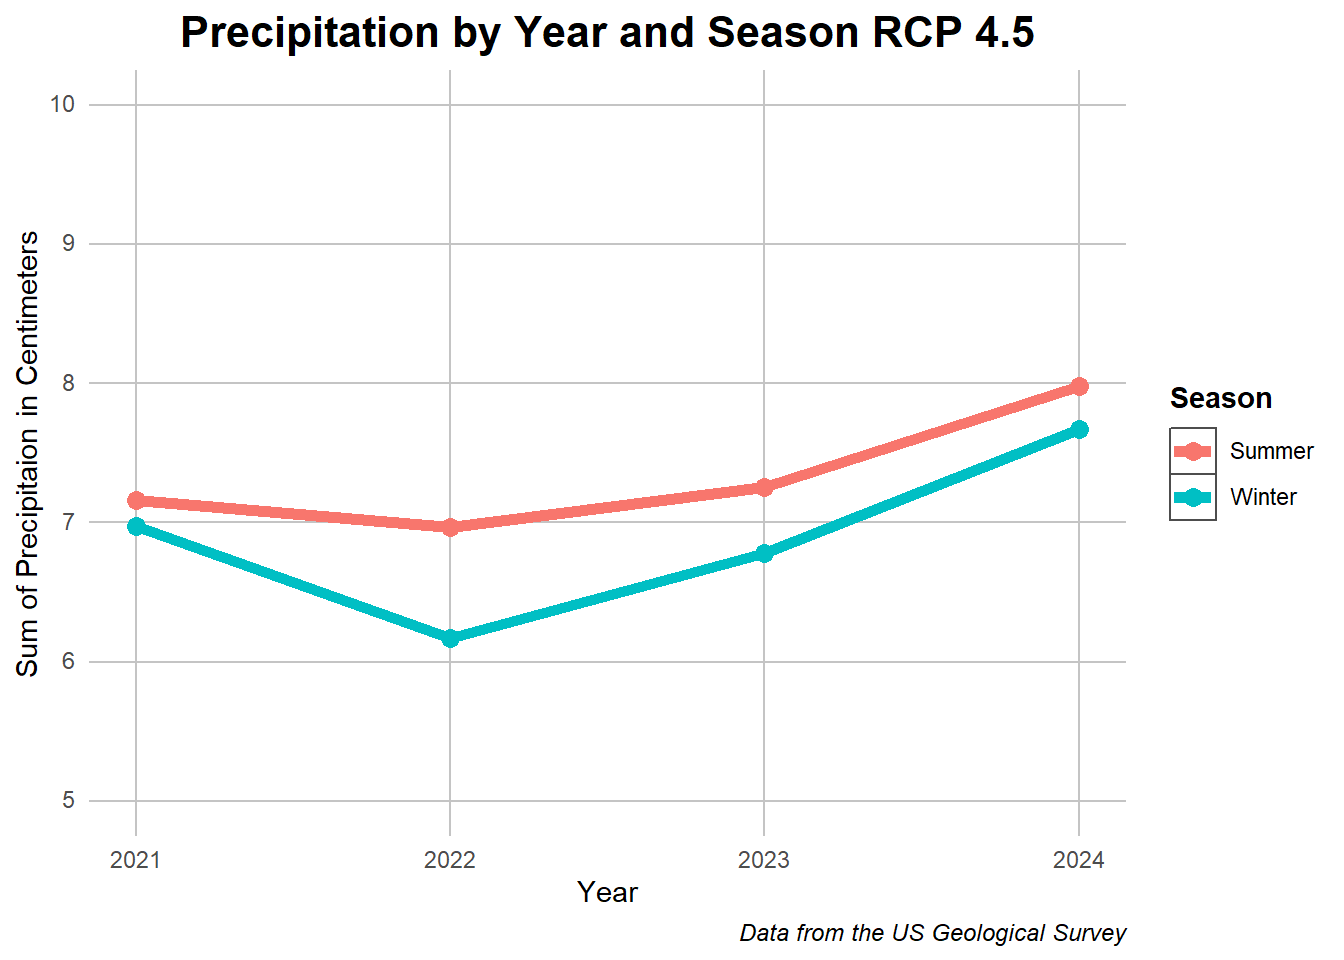 Precipitation by Year and Season RCP 4.5
Sum of Precipitaion in Centimeters
10
9
8
7
6
5
2021 2022 2023 2024
Year
Season
Summer
Winter
Data from the US Geological Survey